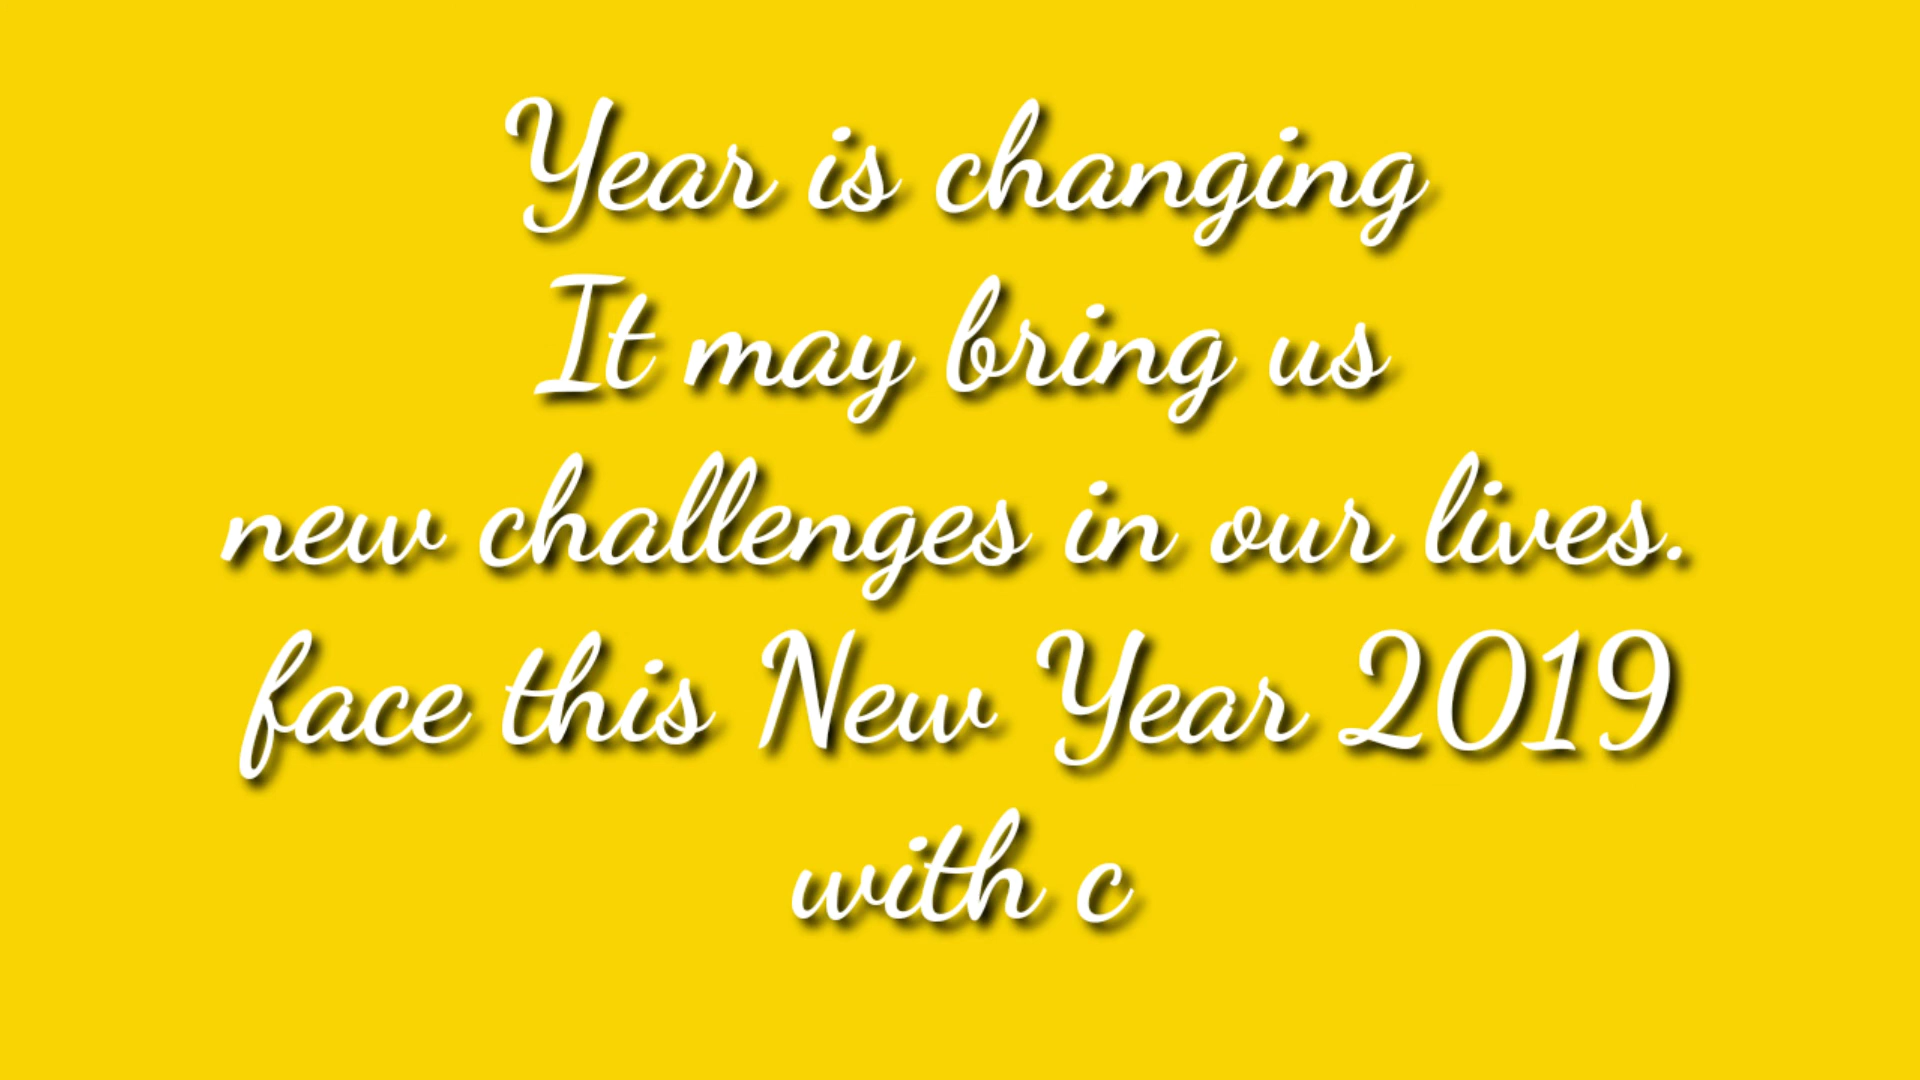 Year is changing
It may bring us
new challenges in our lives.
face this New Year 2019
with c